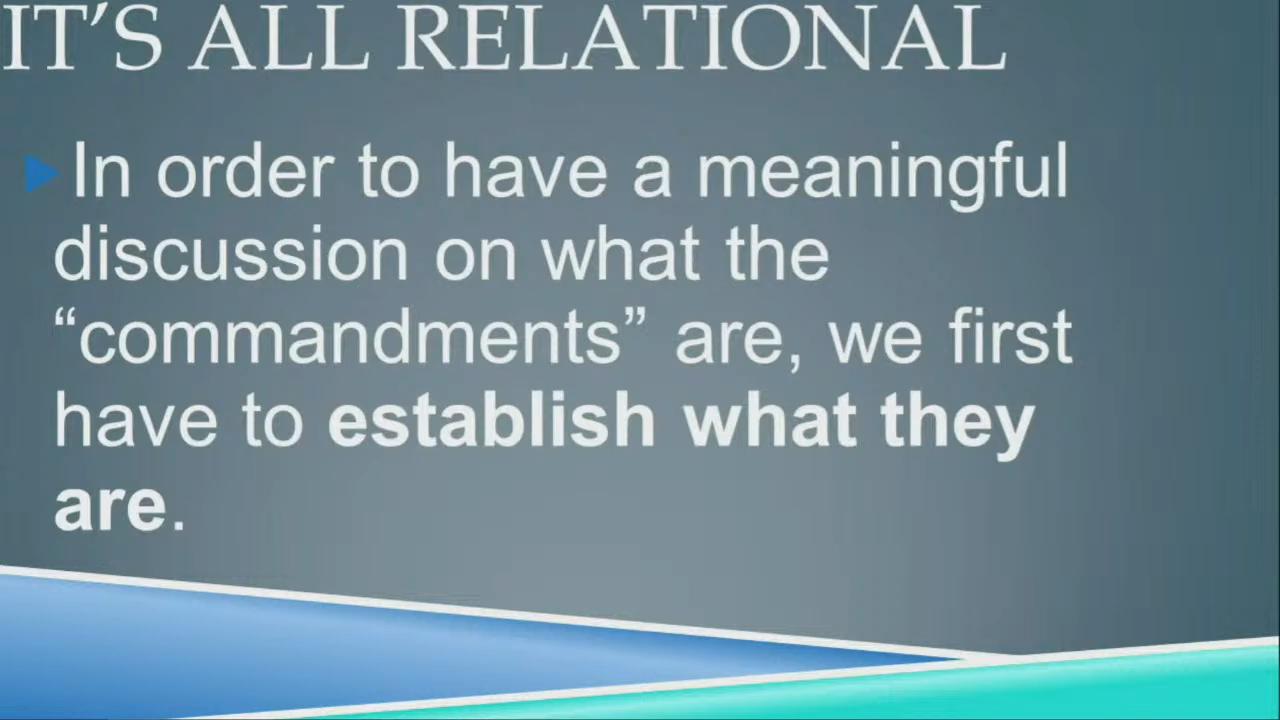 IT’S ALL RELATIONAL
In order to have a meaningful
discussion on what the
“commandments” are, we first
have to establish what they
are.